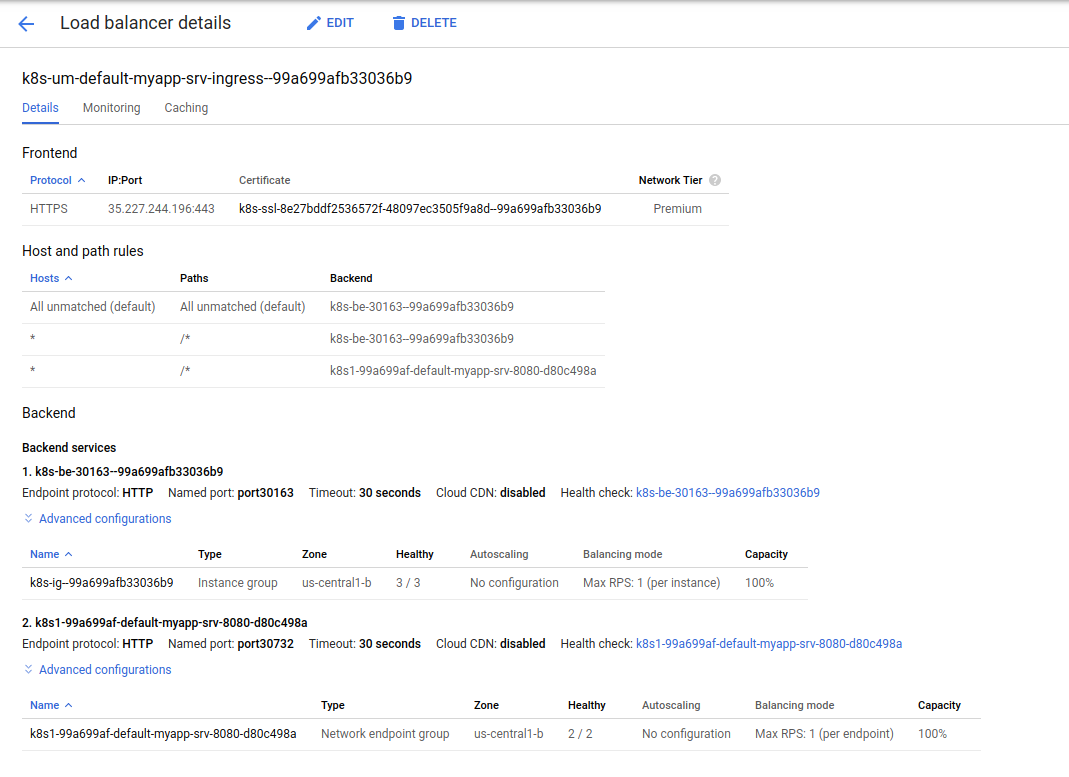 Load balancer details EDIT DELETE
k8s-um-default-myapp-srv-ingress--99a699afb33036b9
Details Monitoring Caching
Frontend
Protocol IP:Port Certificate Network Tier ?
HTTPS 35.227.244.196:443 k8s-ssl-8e27bddf2536572f-48097ec3505f9a8d--99a699afb33036b9 Premium
Host and path rules
Hosts Paths Backend
All unmatched (default) All unmatched (default) k8s-be-30163--99a699afb33036b9
* /* k8s-be-30163--99a699afb33036b9
* /* k8s1-99a699af-default-myapp-srv-8080-d80c498a
Backend
Backend services
1. k8s-be-30163--99a699afb33036b9
Endpoint protocol: HTTP Named port: port30163 Timeout: 30 seconds Cloud CDN: disabled Health check: k8s-be-30163--99a699afb33036b9
Advanced configurations
Name Type Zone Healthy Autoscaling Balancing mode Capacity
k8s-ig--99a699afb33036b9 Instance group us-central1-b 3 / 3 No configuration Max RPS: 1 (per instance) 100%
2. k8s1-99a699af-default-myapp-srv-8080-d80c498a
Endpoint protocol: HTTP Named port: port30732 Timeout: 30 seconds Cloud CDN: disabled Health check: k8s1-99a699af-default-myapp-srv-8080-d80c498a
Advanced configurations
Name Type Zone Healthy Autoscaling Balancing mode Capacity
k8s1-99a699af-default-myapp-srv-8080-d80c498a Network endpoint group us-central1-b 2 / 2 No configuration Max RPS: 1 (per endpoint) 100%